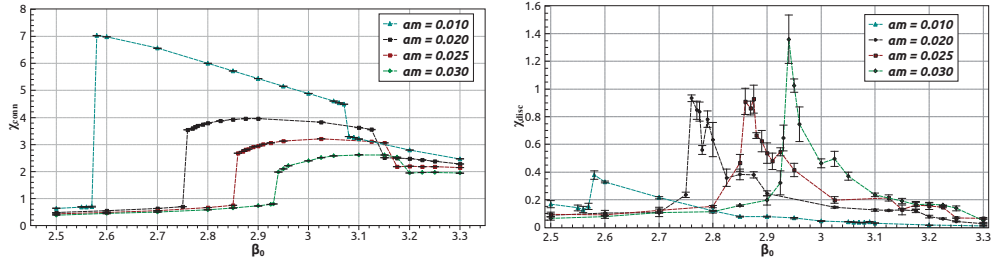 8
7
6
5
4
3
2
1
0
χconn
2.5 2.6 2.7 2.8 2.9 3.0 3.1 3.2 3.3
β₀
am = 0.010
am = 0.020
am = 0.025
am = 0.030
1.6
1.4
1.2
1
0.8
0.6
0.4
0.2
0
χdisc
2.5 2.6 2.7 2.8 2.9 3 3.1 3.2 3.3
β₀
am = 0.010
am = 0.020
am = 0.025
am = 0.030